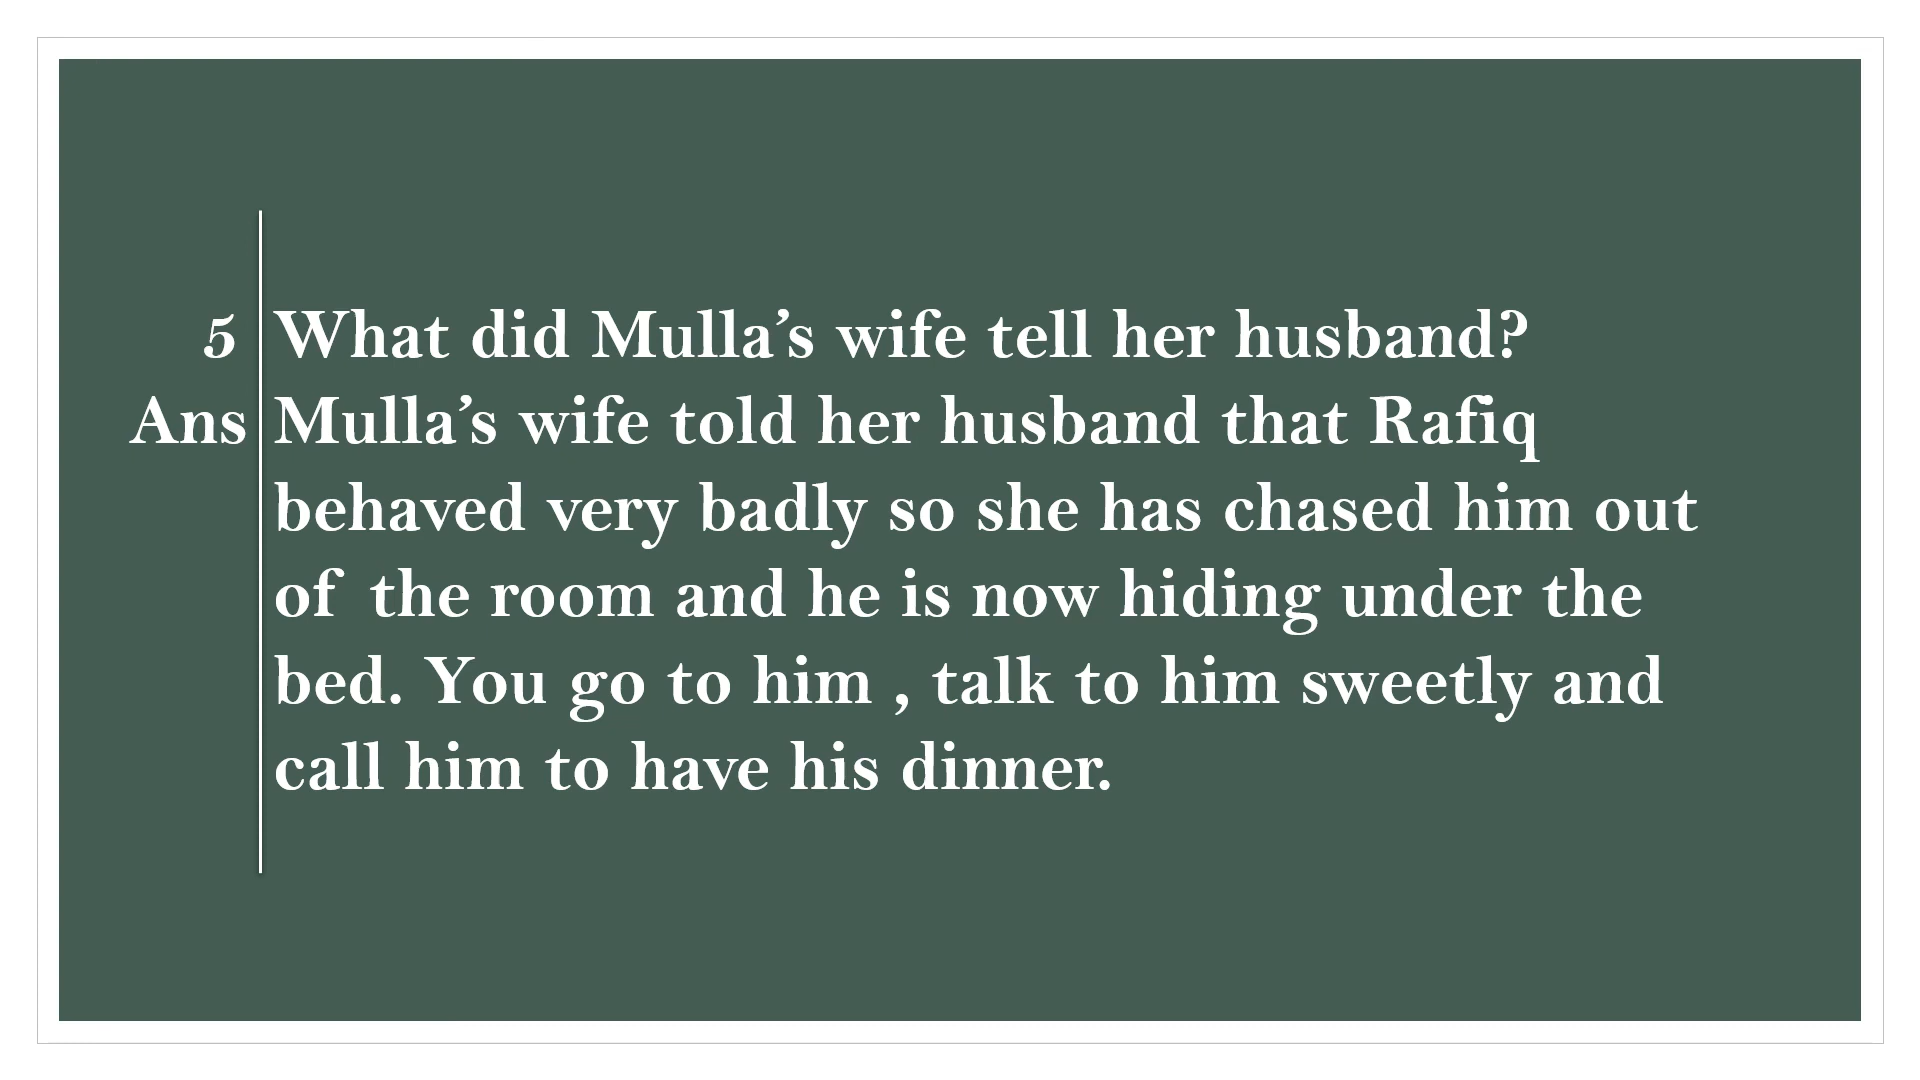 5 What did Mulla’s wife tell her husband?
Ans Mulla’s wife told her husband that Rafiq
behaved very badly so she has chased him out
of the room and he is now hiding under the
bed. You go to him , talk to him sweetly and
call him to have his dinner.